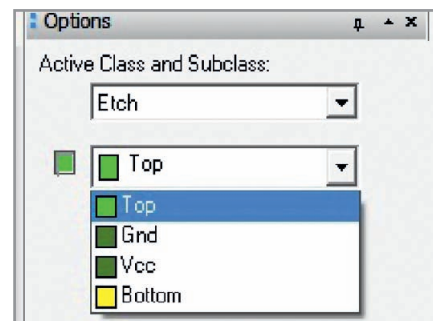 Options
Active Class and Subclass:
Etch
Top
Top
Gnd
Vcc
Bottom